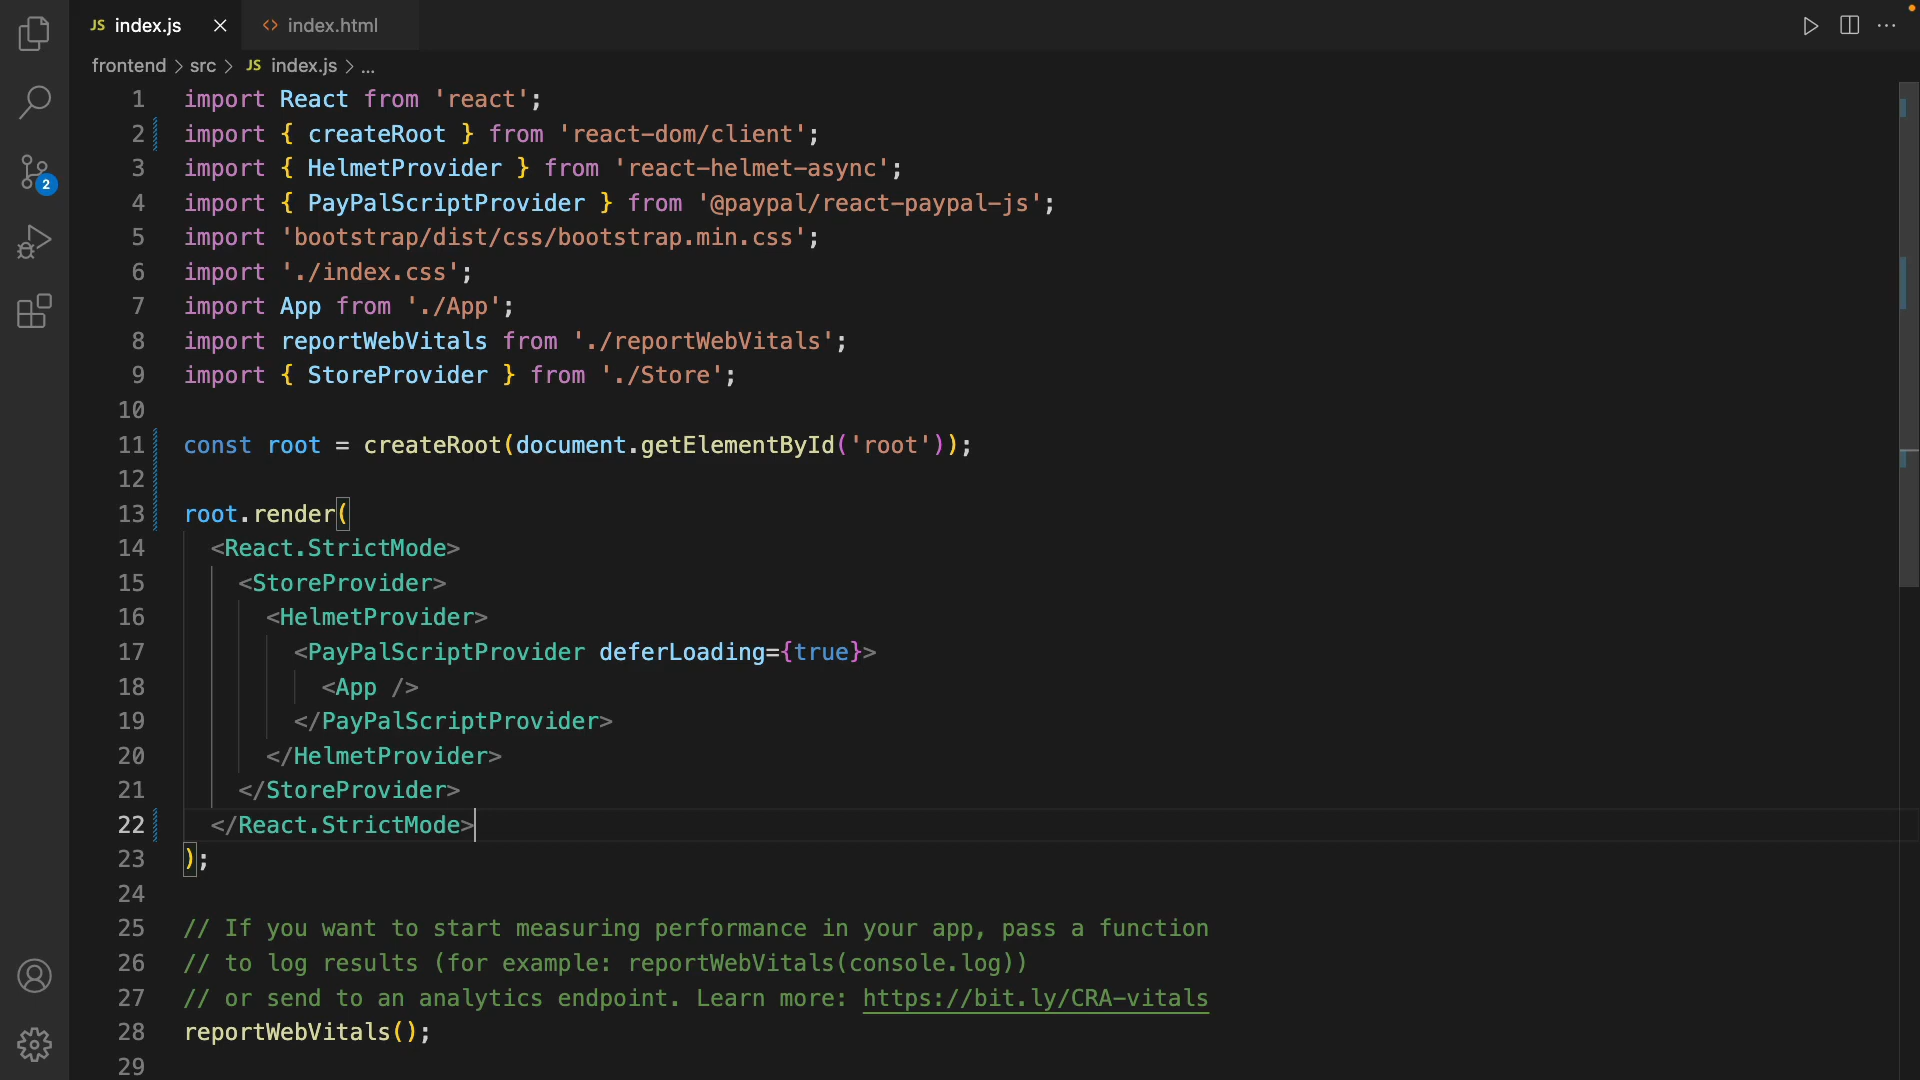 JS index.js
<> index.html
frontend > src > JS index.js > ...
1 import React from 'react';
2 import { createRoot } from 'react-dom/client';
3 import { HelmetProvider } from 'react-helmet-async';
4 import { PayPalScriptProvider } from '@paypal/react-paypal-js';
5 import 'bootstrap/dist/css/bootstrap.min.css';
6 import './index.css';
7 import App from './App';
8 import reportWebVitals from './reportWebVitals';
9 import { StoreProvider } from './Store';
10
11 const root = createRoot(document.getElementById('root'));
12
13 root.render(
14   <React.StrictMode>
15     <StoreProvider>
16       <HelmetProvider>
17         <PayPalScriptProvider deferLoading={true}>
18           <App />
19         </PayPalScriptProvider>
20       </HelmetProvider>
21     </StoreProvider>
22   </React.StrictMode>
23 );
24
25 // If you want to start measuring performance in your app, pass a function
26 // to log results (for example: reportWebVitals(console.log))
27 // or send to an analytics endpoint. Learn more: https://bit.ly/CRA-vitals
28 reportWebVitals();
29
2